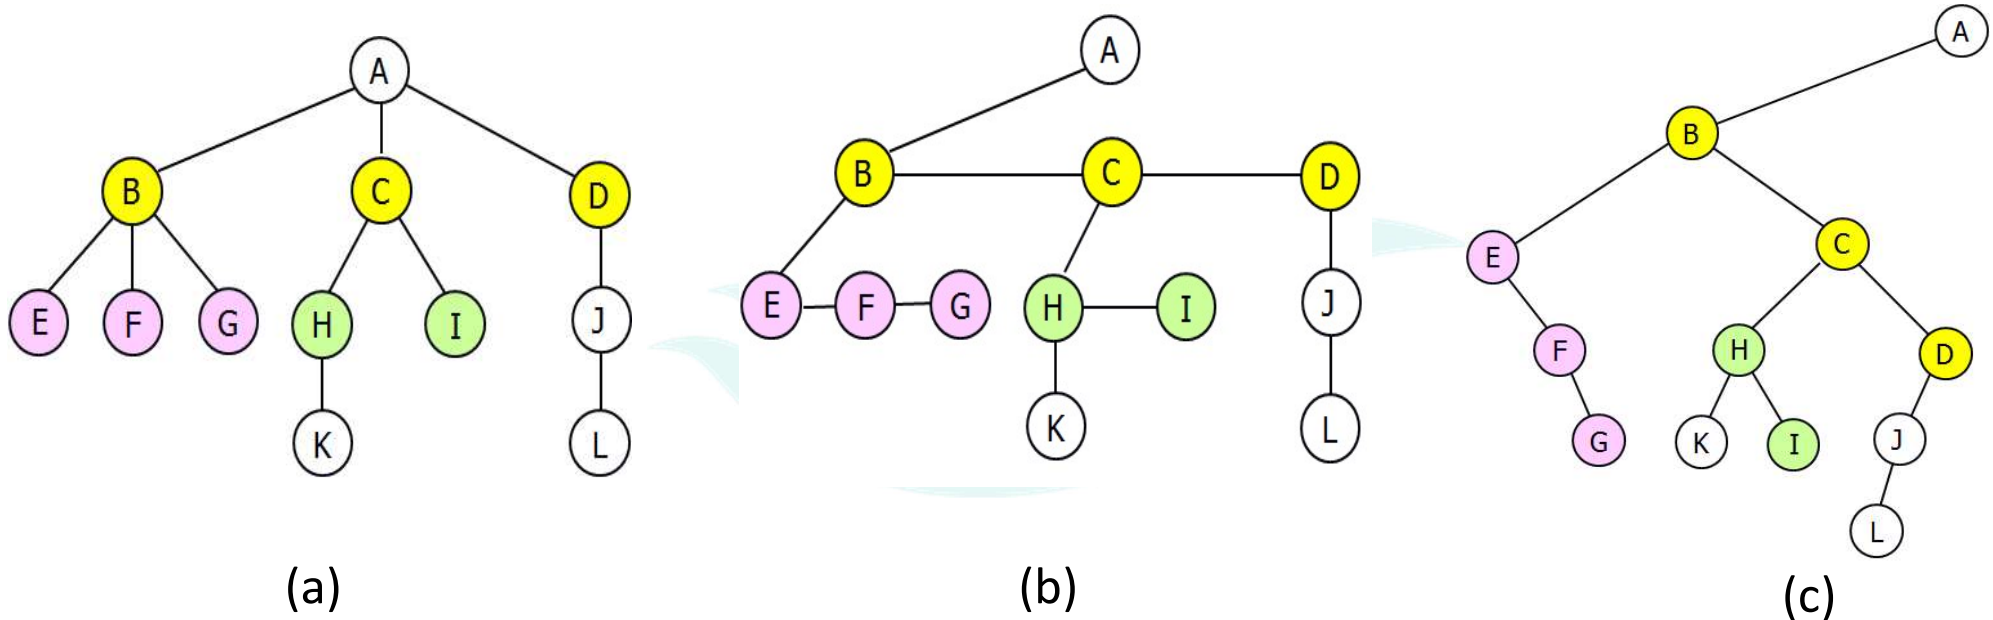 A
B C D
E F G H I J
K L
(a)
A
B C D
E F G H I J
K L
(b)
A
B
E C
F H D
G K I J
L
(c)